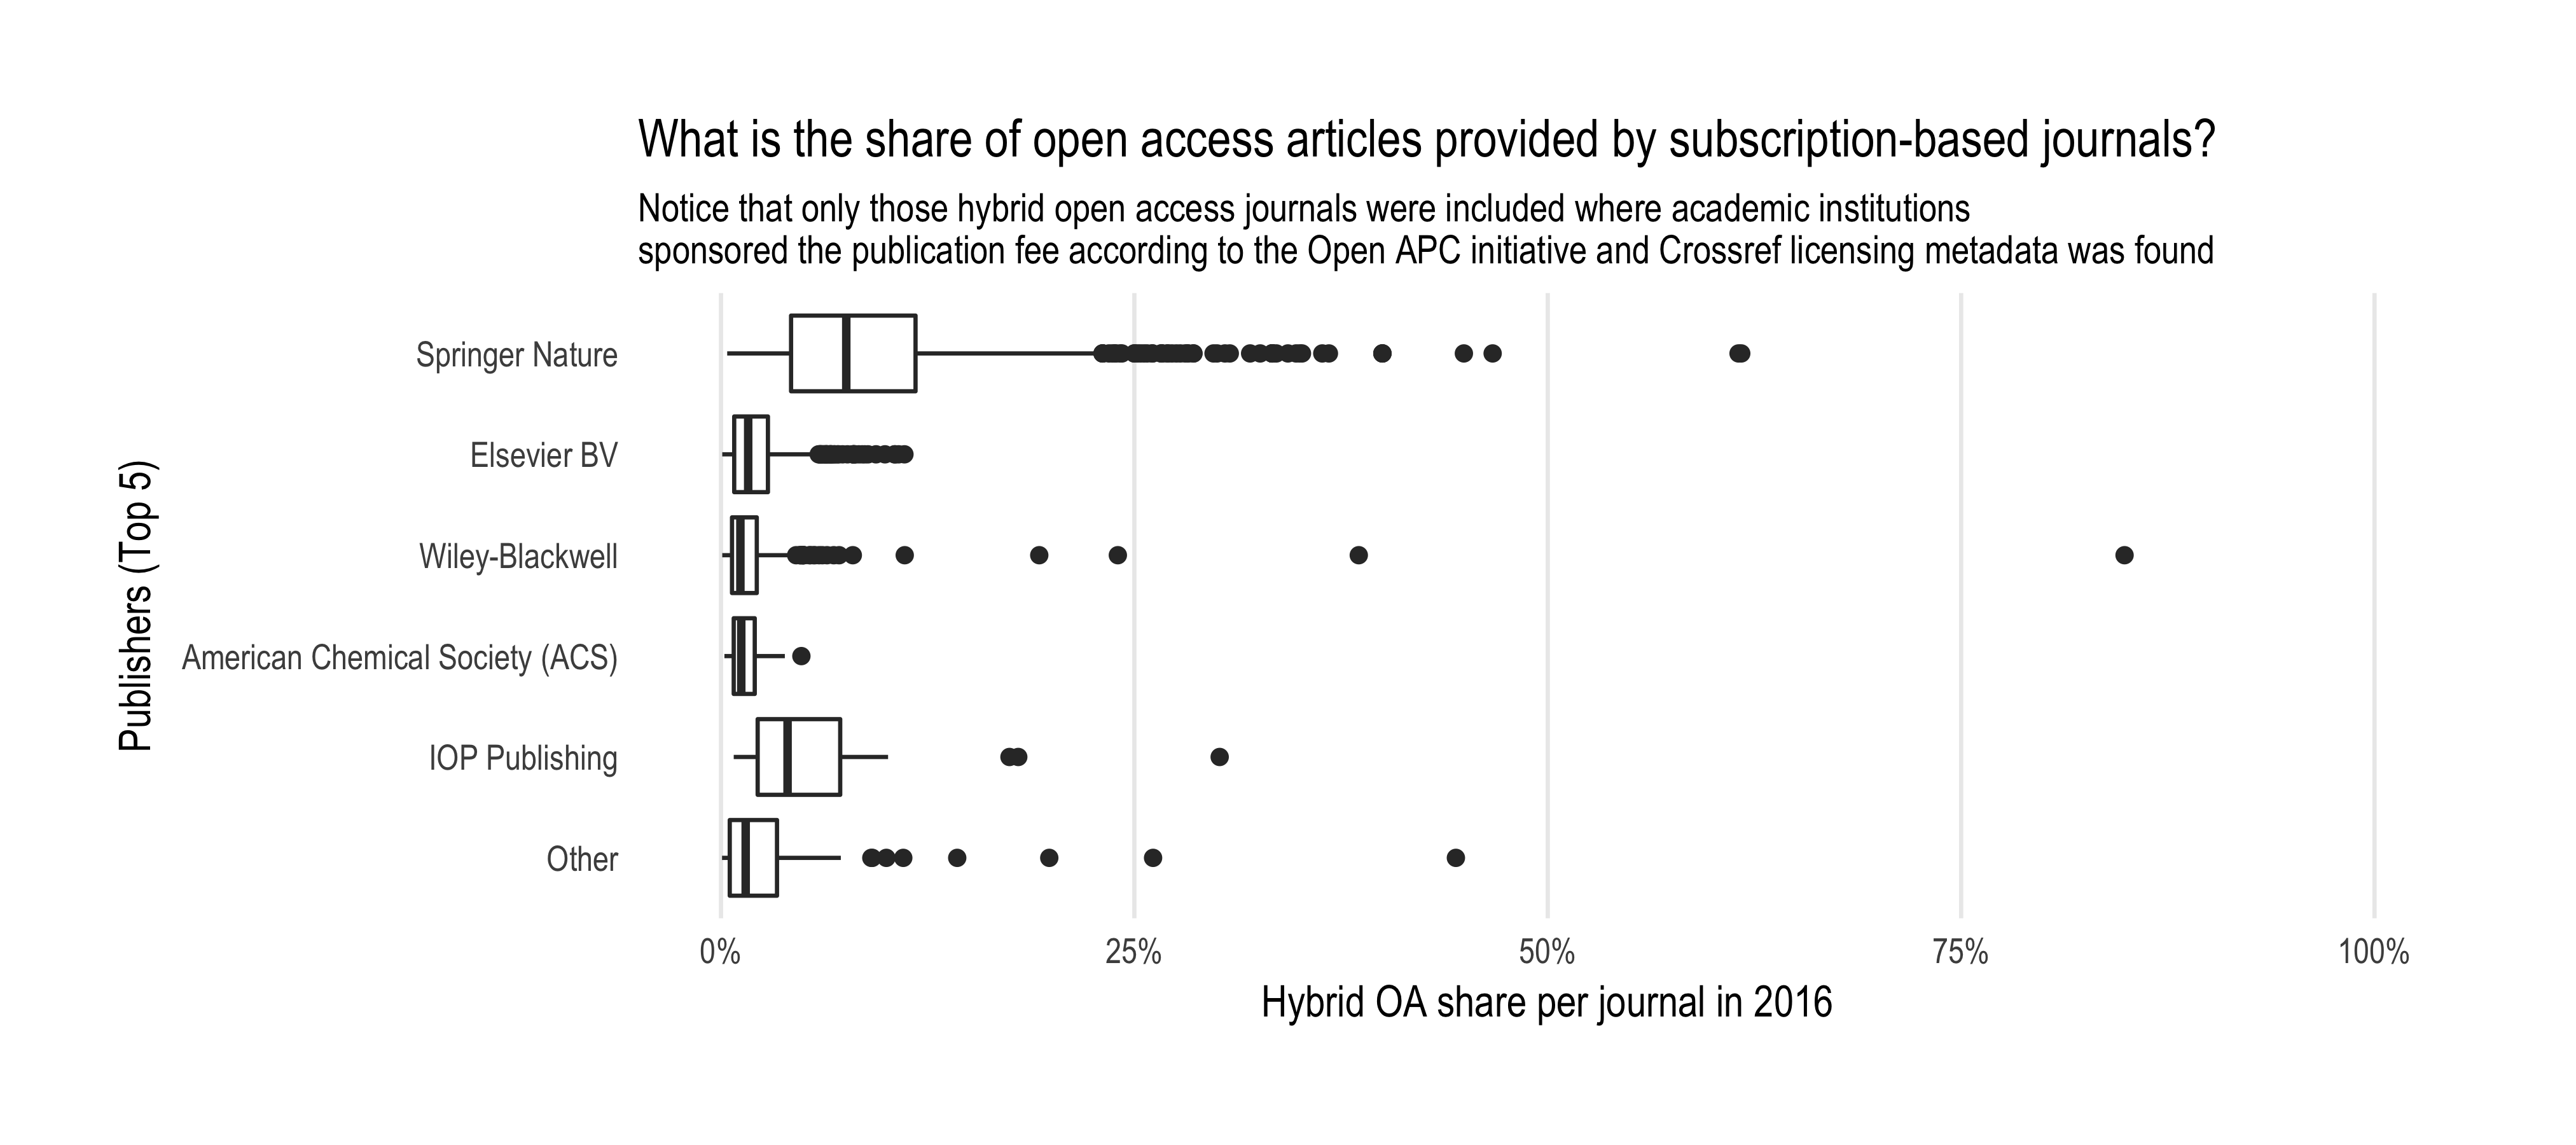 What is the share of open access articles provided by subscription-based journals?
Notice that only those hybrid open access journals were included where academic institutions
sponsored the publication fee according to the Open APC initiative and Crossref licensing metadata was found
Publishers (Top 5)
Springer Nature
Elsevier BV
Wiley-Blackwell
American Chemical Society (ACS)
IOP Publishing
Other
0% 25% 50% 75% 100%
Hybrid OA share per journal in 2016